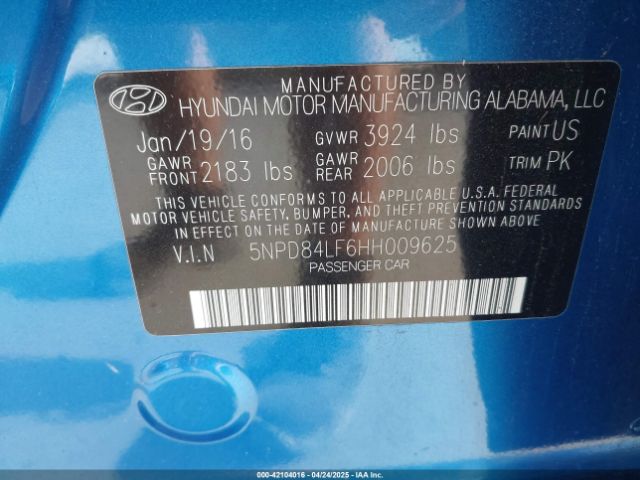 MANUFACTURED BY
HYUNDAI MOTOR MANUFACTURING ALABAMA, LLC
Jan/19/16 GVWR 3924 lbs PAINT US
GAWR FRONT 2183 lbs GAWR REAR 2006 lbs TRIM PK
THIS VEHICLE CONFORMS TO ALL APPLICABLE U.S.A. FEDERAL
MOTOR VEHICLE SAFETY, BUMPER, AND THEFT PREVENTION STANDARDS
IN EFFECT ON THE DATE OF MANUFACTURE SHOWN ABOVE.
V.I.N 5NPD84LF6HH009625
PASSENGER CAR
000-42104016 - 04/24/2025 - IAAI.COM